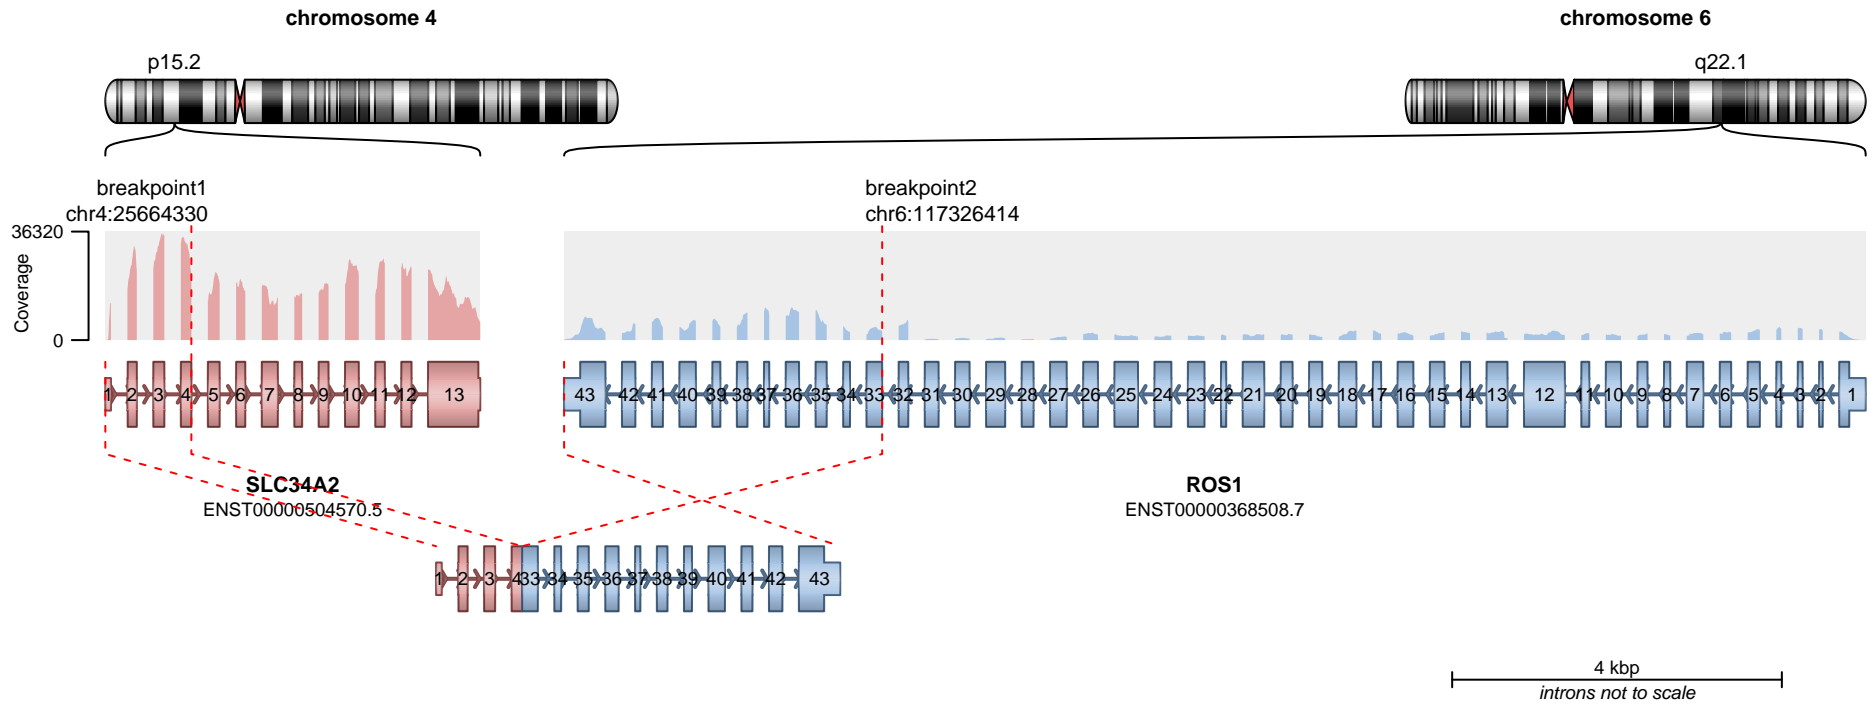 chromosome 4
chromosome 6
p15.2
q22.1
breakpoint1
chr4:25664330
breakpoint2
chr6:117326414
36320
Coverage
0
1 2 3 4 5 6 7 8 9 10 11 12 13
43 42 41 40 39 38 37 36 35 34 33 32 31 30 29 28 27 26 25 24 23 22 21 20 19 18 17 16 15 14 13 12 11 10 9 8 7 6 5 4 3 2 1
SLC34A2
ENST00000504570.5
ROS1
ENST00000368508.7
1 2 3 4 33 34 35 36 37 38 39 40 41 42 43
4 kbp
introns not to scale